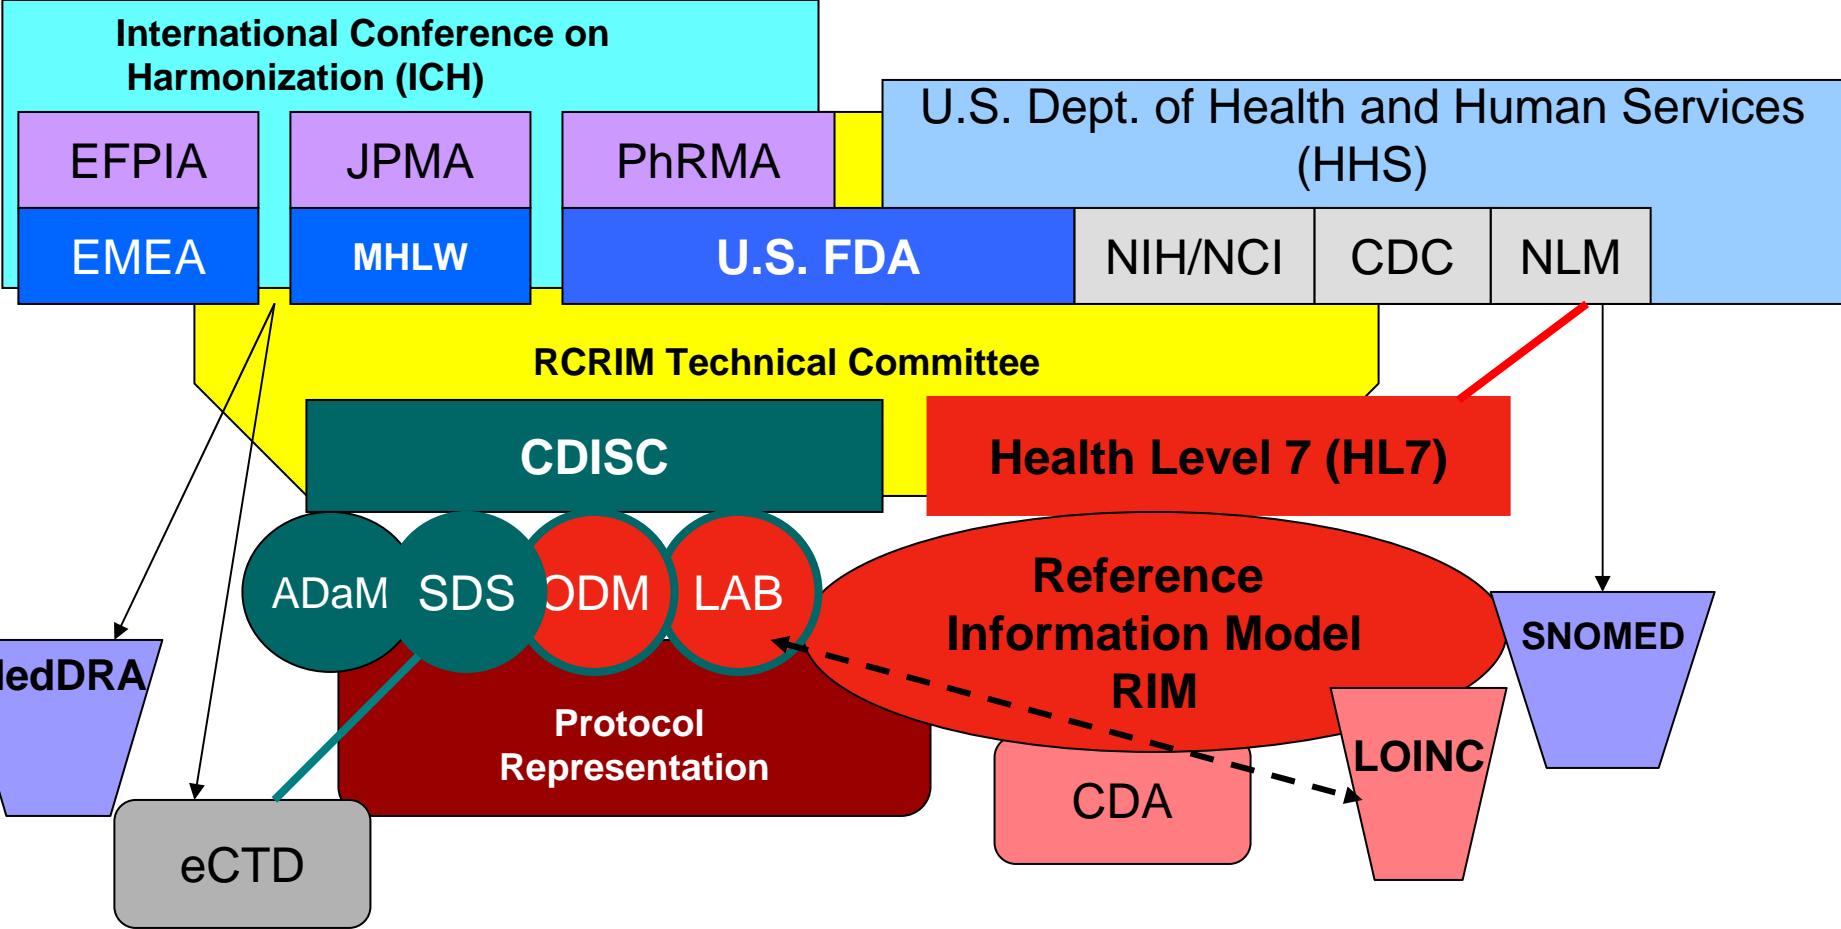 International Conference on
Harmonization (ICH)
U.S. Dept. of Health and Human Services
(HHS)
EFPIA
JPMA
PhRMA
EMEA
MHLW
U.S. FDA
NIH/NCI
CDC
NLM
RCRIM Technical Committee
CDISC
Health Level 7 (HL7)
ADaM
SDS
ODM
LAB
Reference
Information Model
RIM
SNOMED
edDRA
Protocol
Representation
LOINC
CDA
eCTD